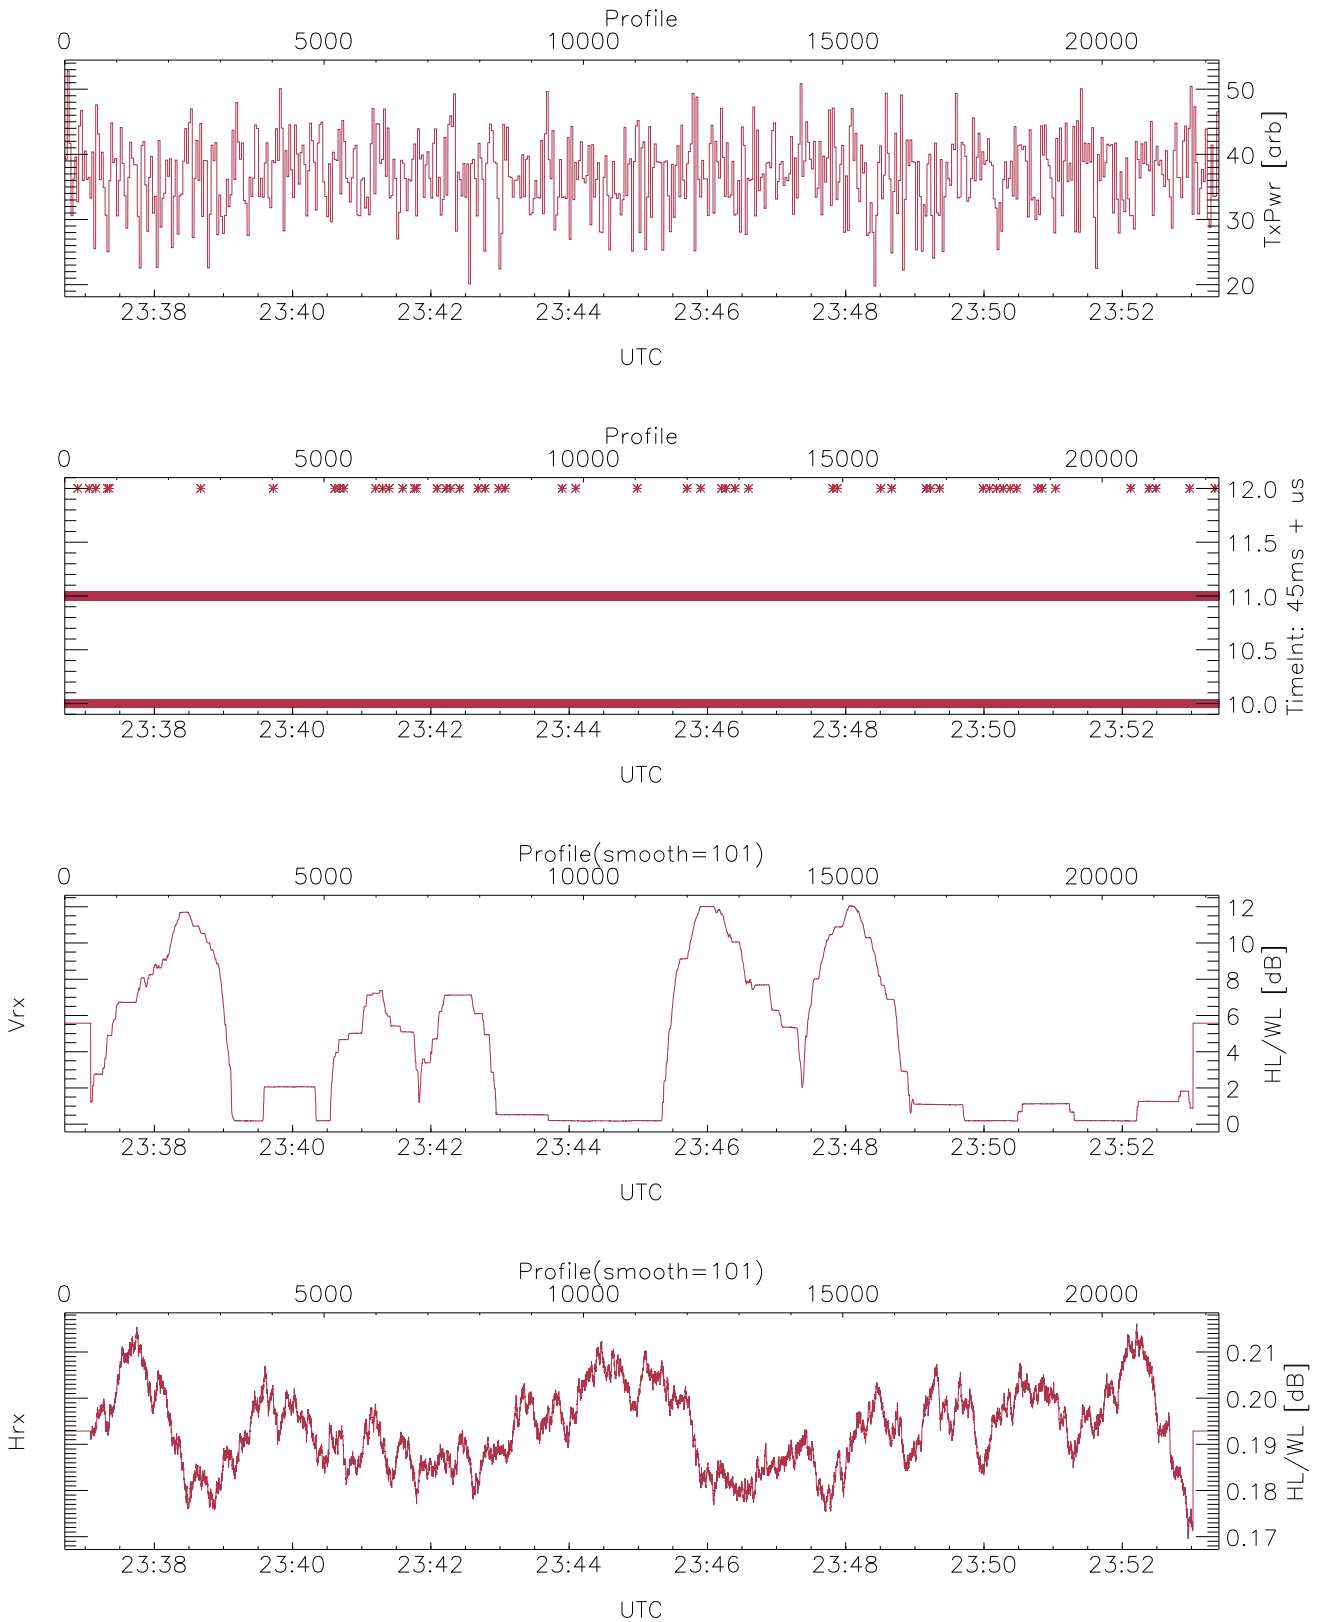 Profile
0 5000 10000 15000 20000
50
40
30
20
TxPwr [arb]
23:38 23:40 23:42 23:44 23:46 23:48 23:50 23:52
UTC
Profile
0 5000 10000 15000 20000
12.0
11.5
11.0
10.5
10.0
TimeInt: 45ms + us
23:38 23:40 23:42 23:44 23:46 23:48 23:50 23:52
UTC
Profile(smooth=101)
0 5000 10000 15000 20000
Vrx
12
10
8
6
4
2
0
HL/WL [dB]
23:38 23:40 23:42 23:44 23:46 23:48 23:50 23:52
UTC
Profile(smooth=101)
0 5000 10000 15000 20000
Hrx
0.21
0.20
0.19
0.18
0.17
HL/WL [dB]
23:38 23:40 23:42 23:44 23:46 23:48 23:50 23:52
UTC